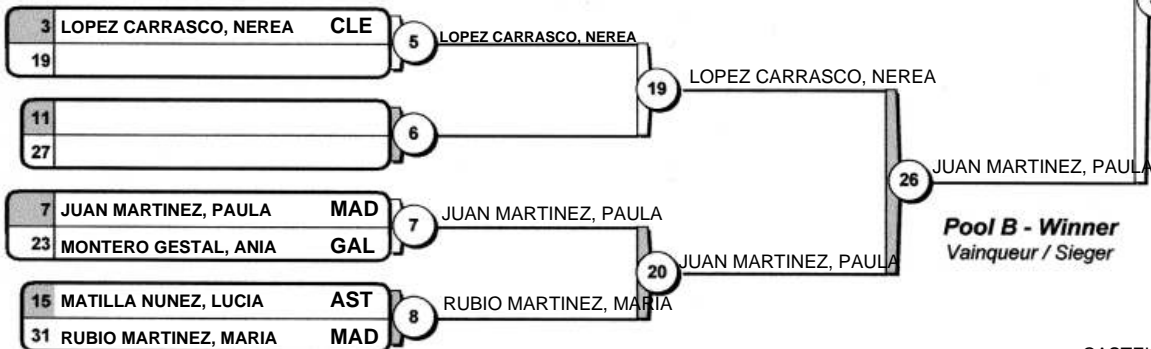 3 LOPEZ CARRASCO, NEREA CLE
19
5 LOPEZ CARRASCO, NEREA
11
27
6
19 LOPEZ CARRASCO, NEREA
7 JUAN MARTINEZ, PAULA MAD
23 MONTERO GESTAL, ANIA GAL
7 JUAN MARTINEZ, PAULA
15 MATILLA NUNEZ, LUCIA AST
31 RUBIO MARTINEZ, MARIA MAD
8 RUBIO MARTINEZ, MARIA
20 JUAN MARTINEZ, PAULA
26 JUAN MARTINEZ, PAULA
Pool B - Winner
Vainqueur / Sieger